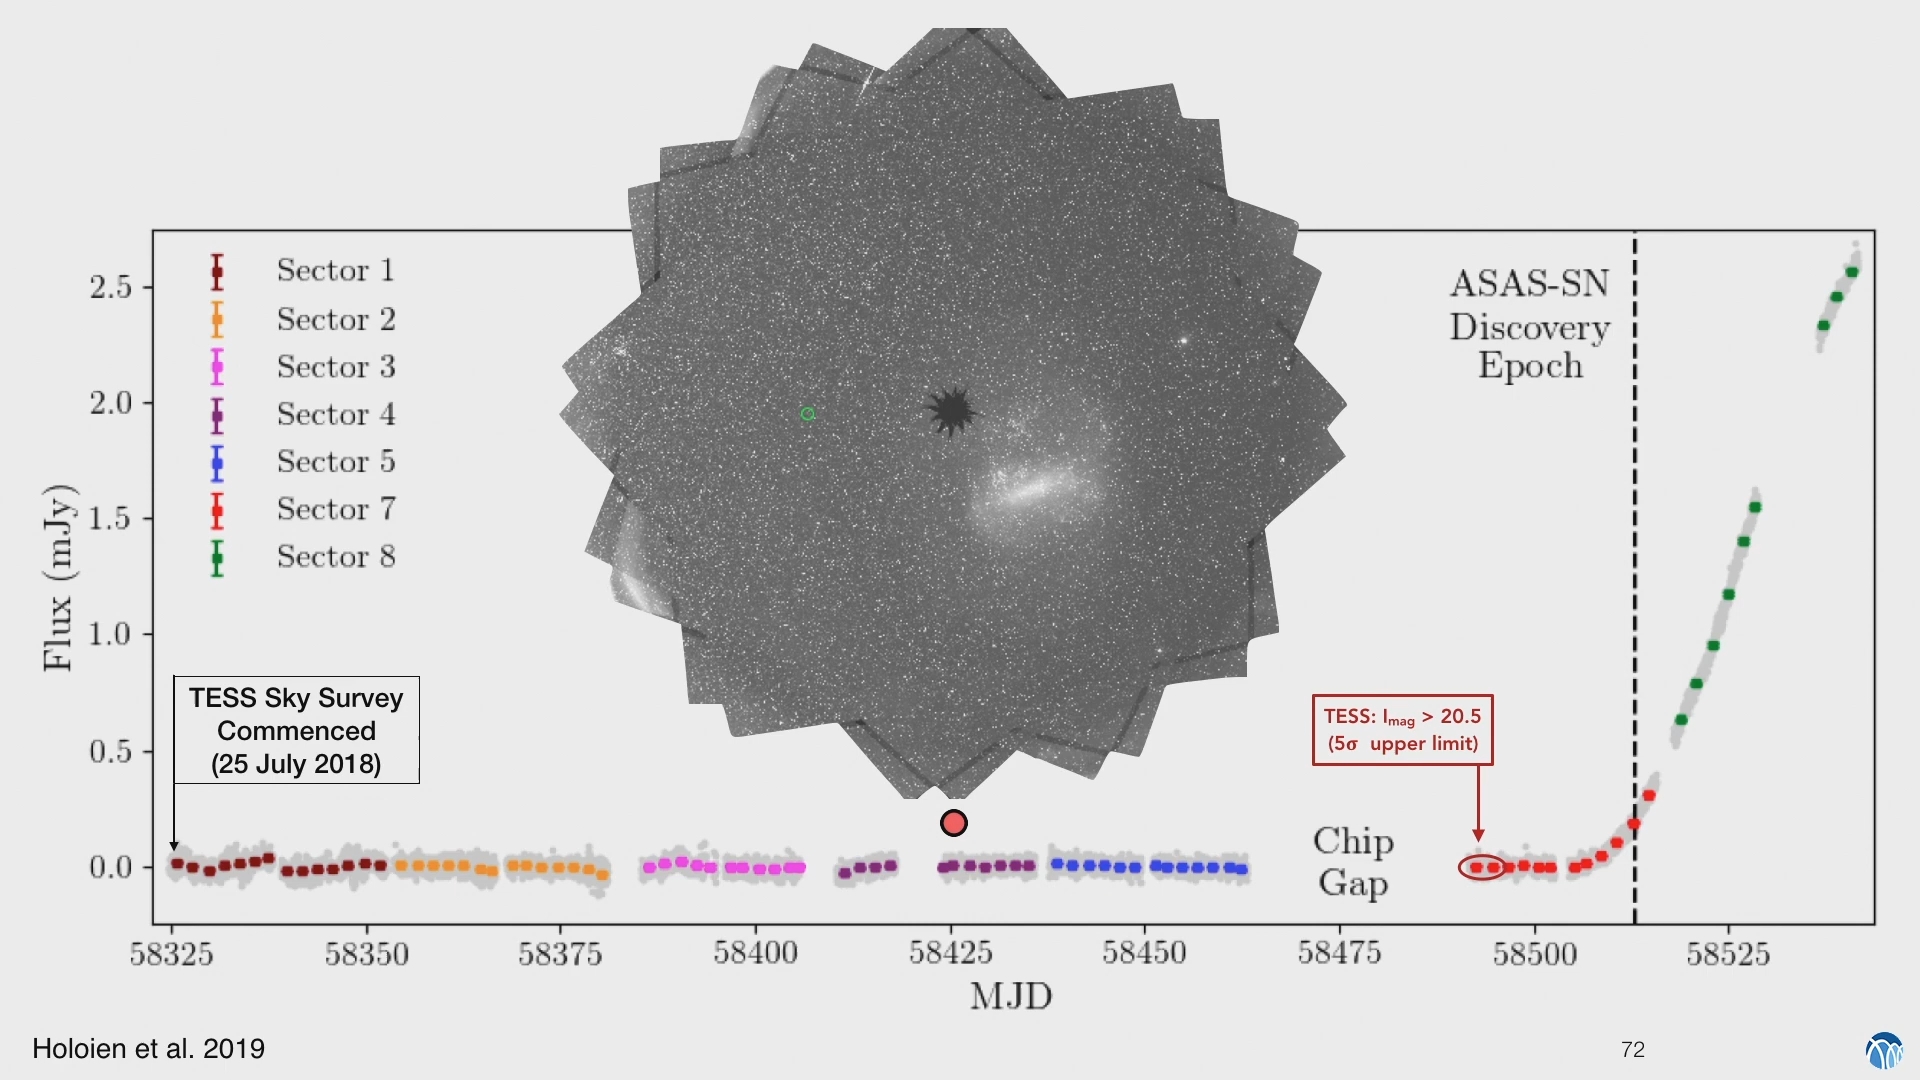 Sector 1
Sector 2
Sector 3
Sector 4
Sector 5
Sector 7
Sector 8
ASAS-SN
Discovery
Epoch
TESS Sky Survey
Commenced
(25 July 2018)
TESS: Imag > 20.5
(5σ upper limit)
Chip
Gap
Flux (mJy)
2.5
2.0
1.5
1.0
0.5
0.0
58325
58350
58375
58400
58425
58450
58475
58500
58525
MJD
Holoien et al. 2019
72